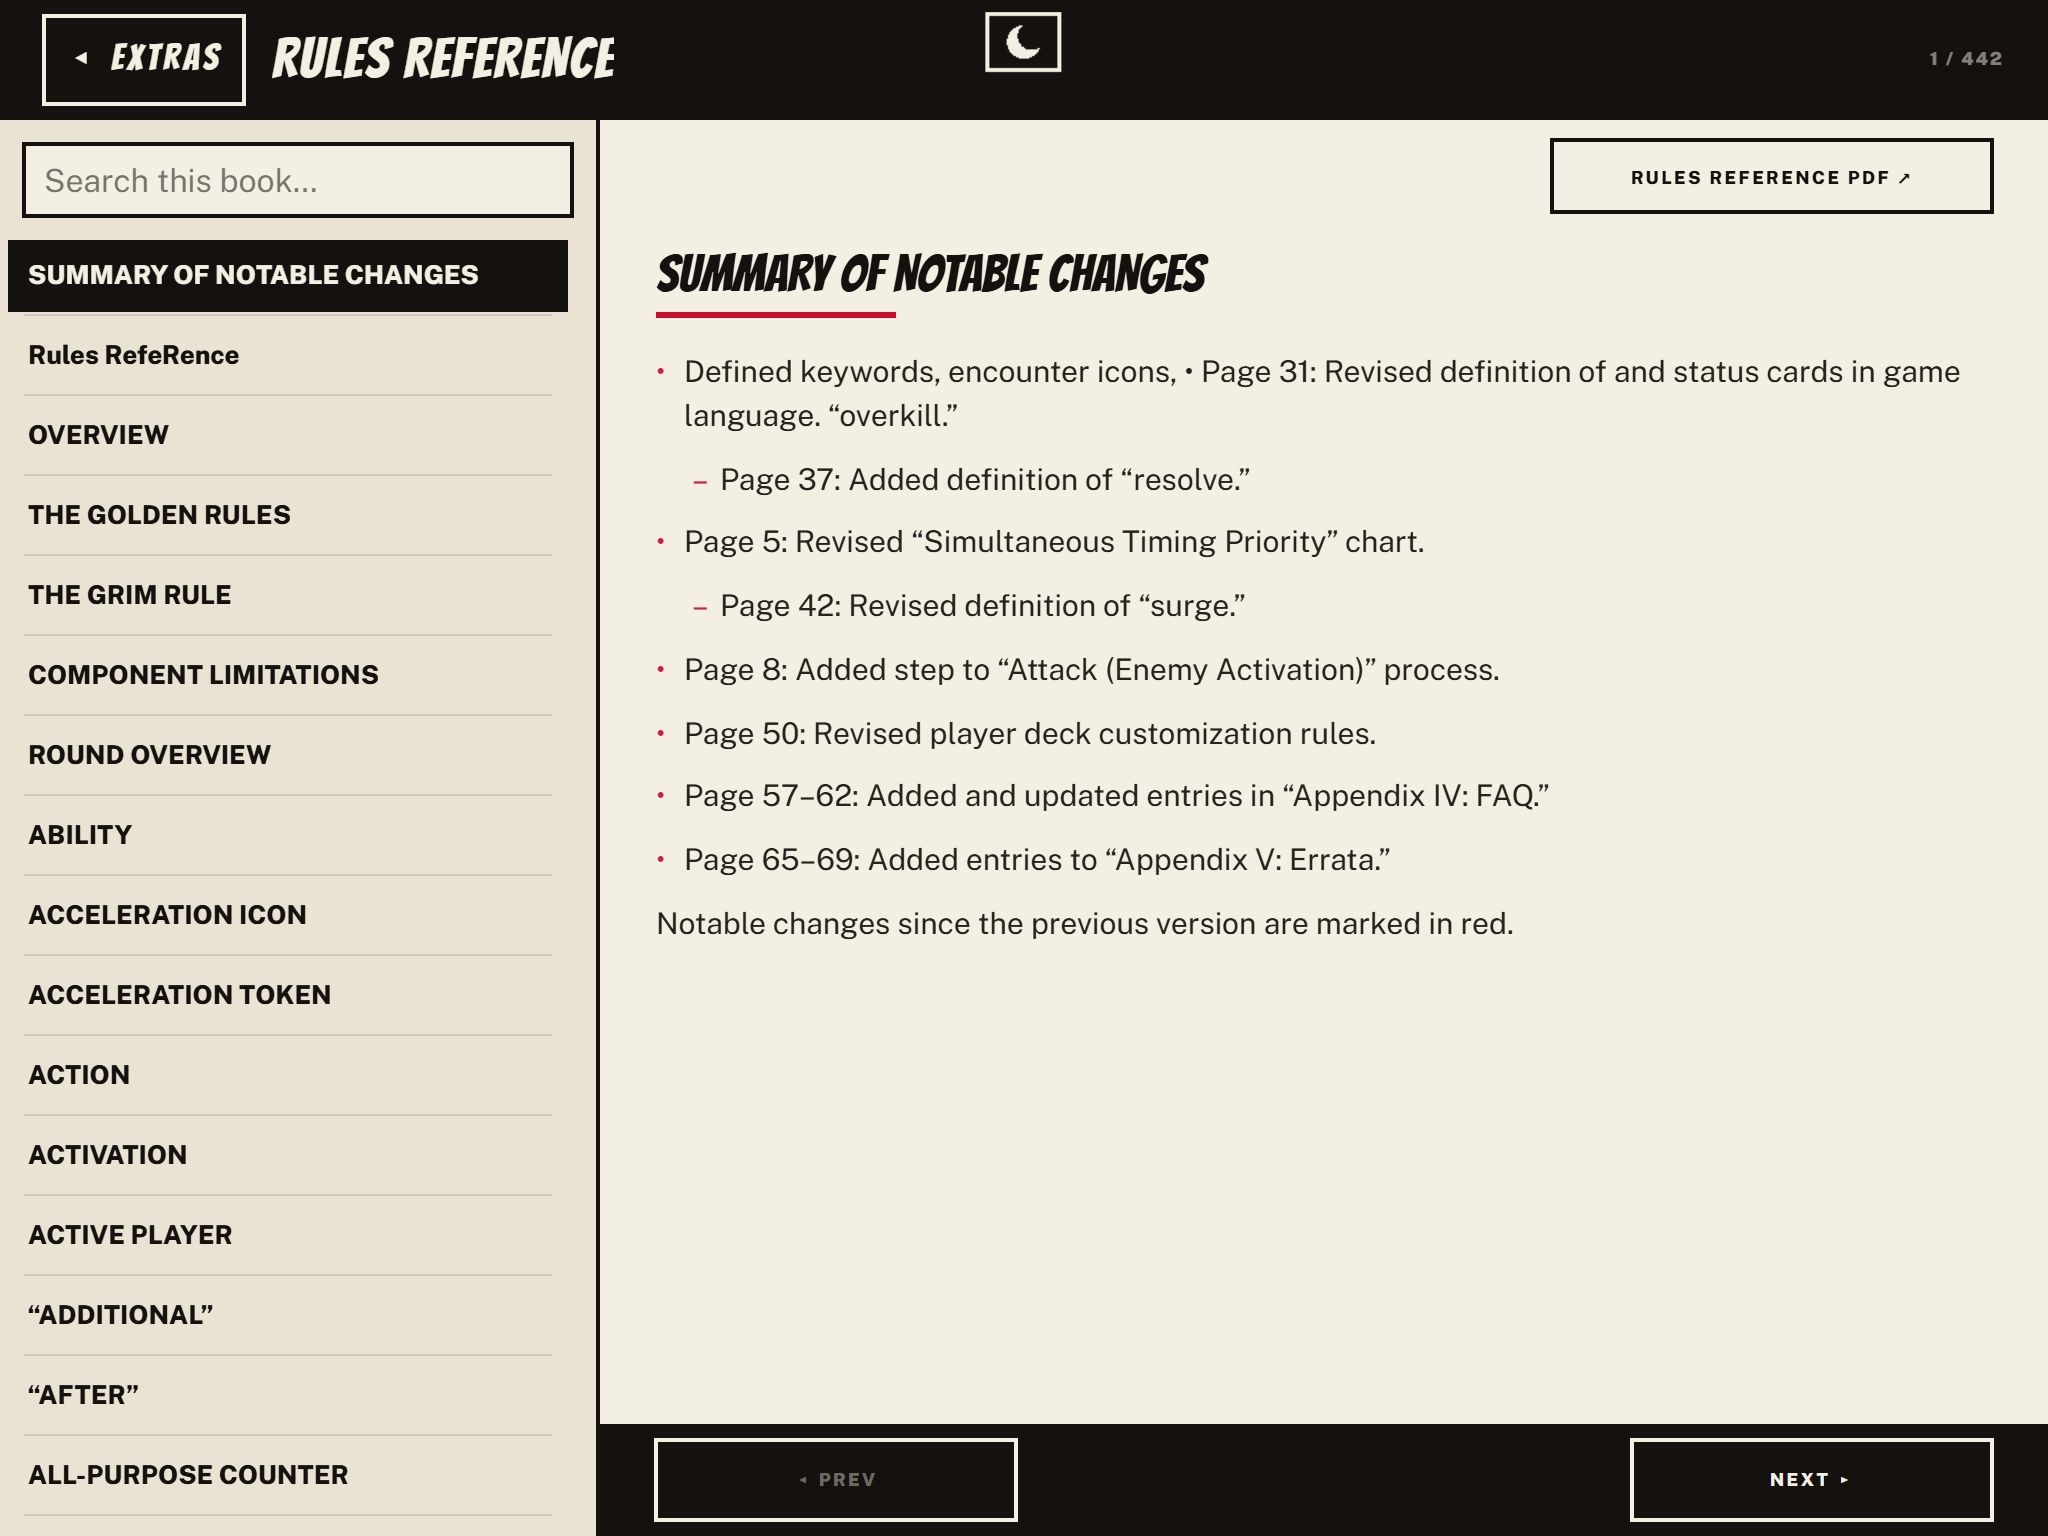 ◂ EXTRAS
RULES REFERENCE
1 / 442
Search this book...
SUMMARY OF NOTABLE CHANGES
Rules RefeRence
OVERVIEW
THE GOLDEN RULES
THE GRIM RULE
COMPONENT LIMITATIONS
ROUND OVERVIEW
ABILITY
ACCELERATION ICON
ACCELERATION TOKEN
ACTION
ACTIVATION
ACTIVE PLAYER
“ADDITIONAL”
“AFTER”
ALL-PURPOSE COUNTER
RULES REFERENCE PDF ↗
SUMMARY OF NOTABLE CHANGES
• Defined keywords, encounter icons, • Page 31: Revised definition of and status cards in game
language. “overkill.”
– Page 37: Added definition of “resolve.”
• Page 5: Revised “Simultaneous Timing Priority” chart.
– Page 42: Revised definition of “surge.”
• Page 8: Added step to “Attack (Enemy Activation)” process.
• Page 50: Revised player deck customization rules.
• Page 57–62: Added and updated entries in “Appendix IV: FAQ.”
• Page 65–69: Added entries to “Appendix V: Errata.”
Notable changes since the previous version are marked in red.
◂ PREV
NEXT ▸